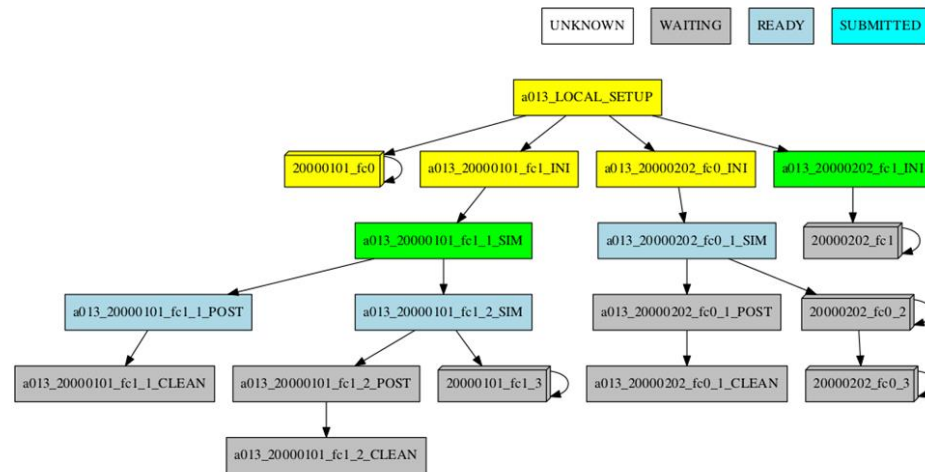 UNKNOWN
WAITING
READY
SUBMITTED
a013_LOCAL_SETUP
20000101_fc0
a013_20000101_fc1_INI
a013_20000202_fc0_INI
a013_20000202_fc1_INI
a013_20000101_fc1_1_SIM
a013_20000202_fc0_1_SIM
20000202_fc1
a013_20000101_fc1_1_POST
a013_20000101_fc1_2_SIM
a013_20000202_fc0_1_POST
20000202_fc0_2
a013_20000101_fc1_1_CLEAN
a013_20000101_fc1_2_POST
20000101_fc1_3
a013_20000202_fc0_1_CLEAN
20000202_fc0_3
a013_20000101_fc1_2_CLEAN